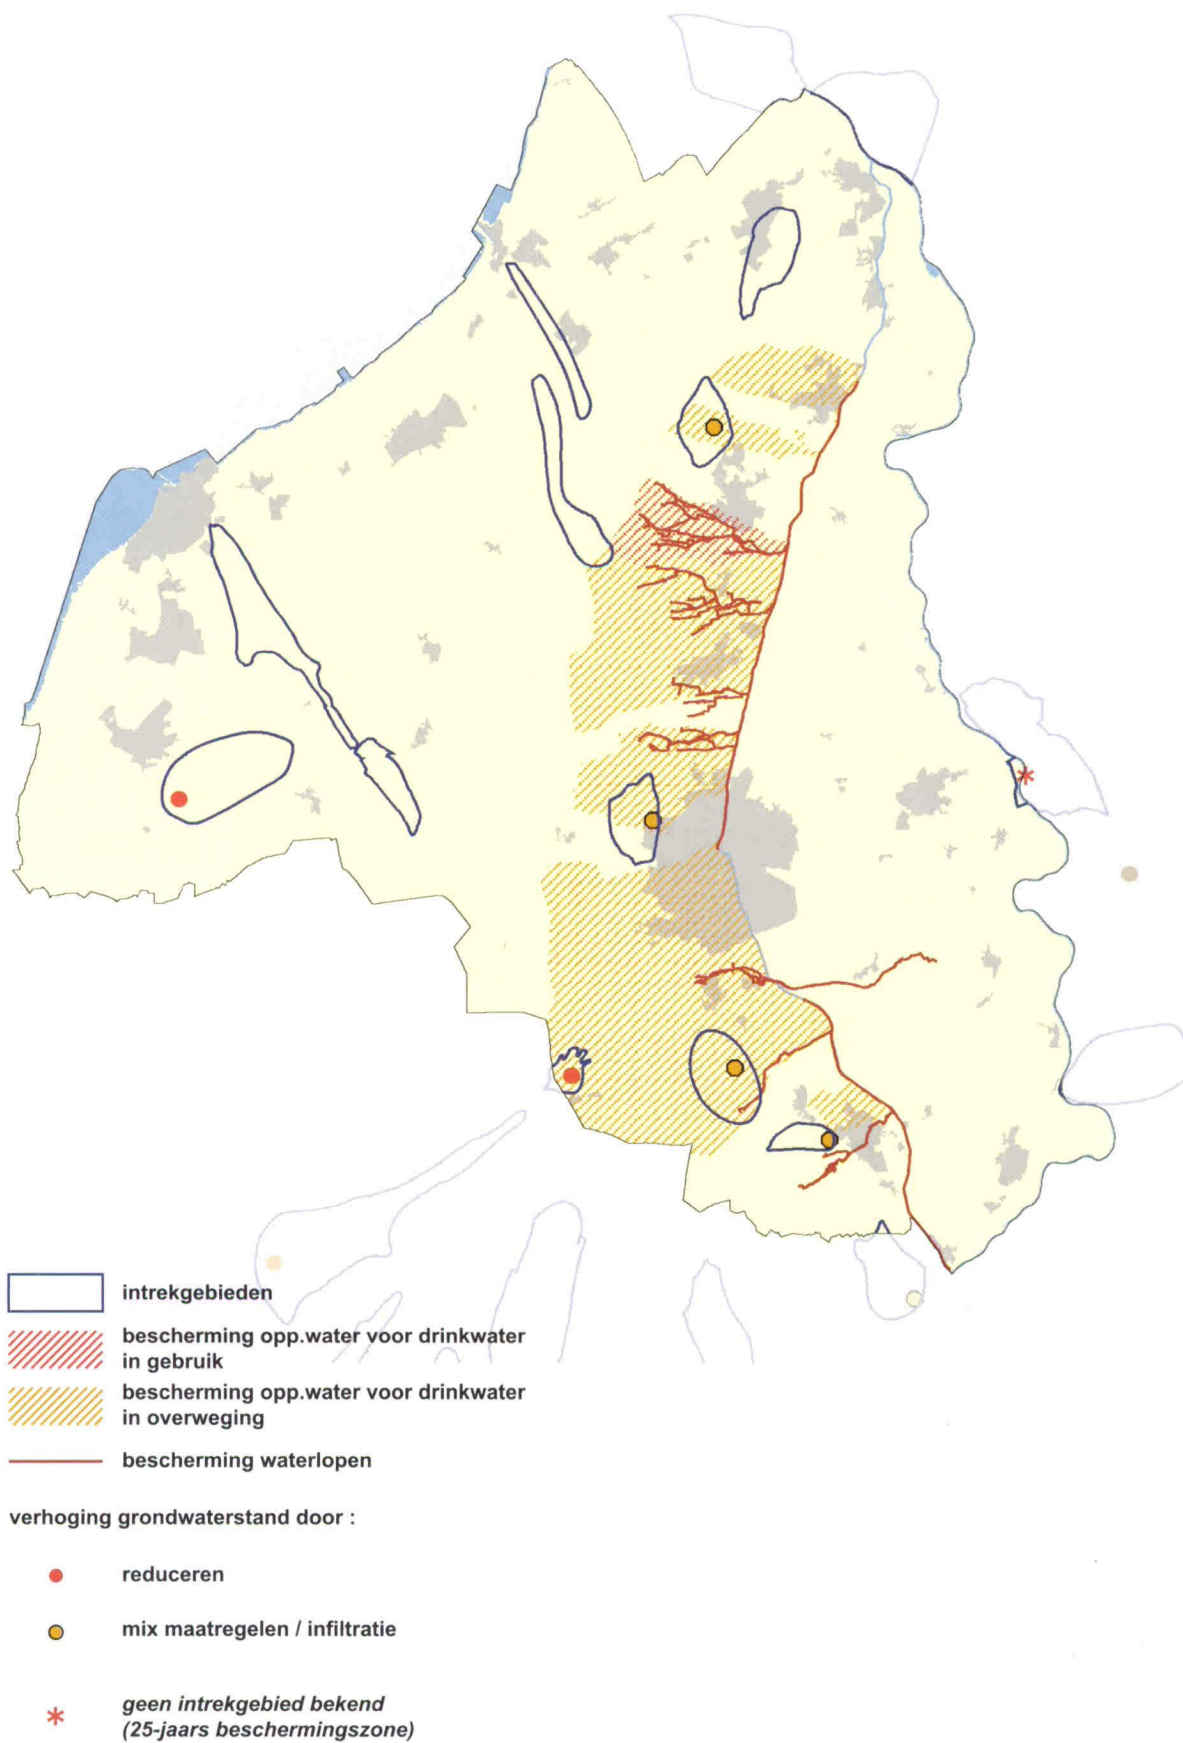 intrekgebieden
bescherming opp.water voor drinkwater
in gebruik
bescherming opp.water voor drinkwater
in overweging
bescherming waterlopen
verhoging grondwaterstand door :
reduceren
mix maatregelen / infiltratie
geen intrekgebied bekend
(25-jaars beschermingszone)